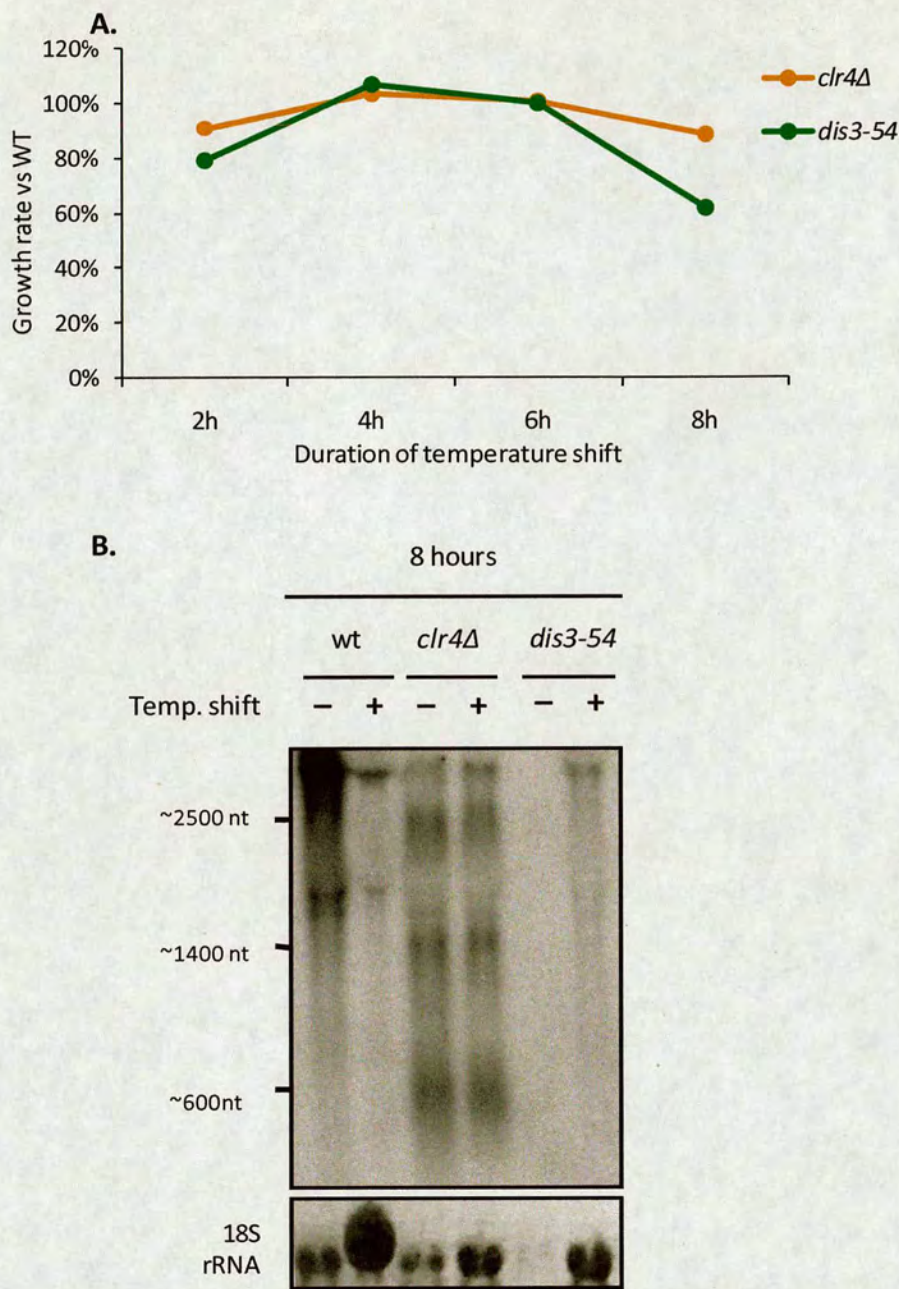 A.
120%
100%
80%
60%
40%
20%
0%
Growth rate vs WT
2h 4h 6h 8h
Duration of temperature shift
clr4Δ
dis3-54
B.
8 hours
wt clr4Δ dis3-54
Temp. shift − + − + − +
~2500 nt
~1400 nt
~600nt
18S
rRNA